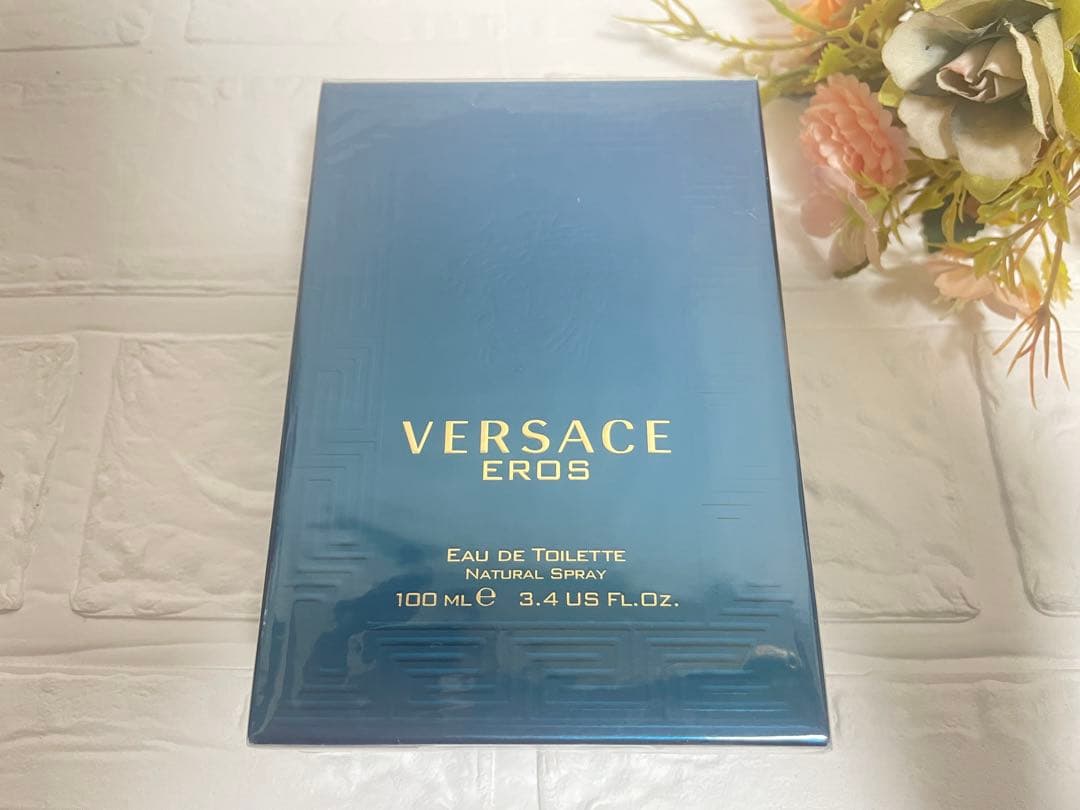 VERSACE
EROS
EAU DE TOILETTE
NATURAL SPRAY
100 ML ℮ 3.4 US FL.OZ.